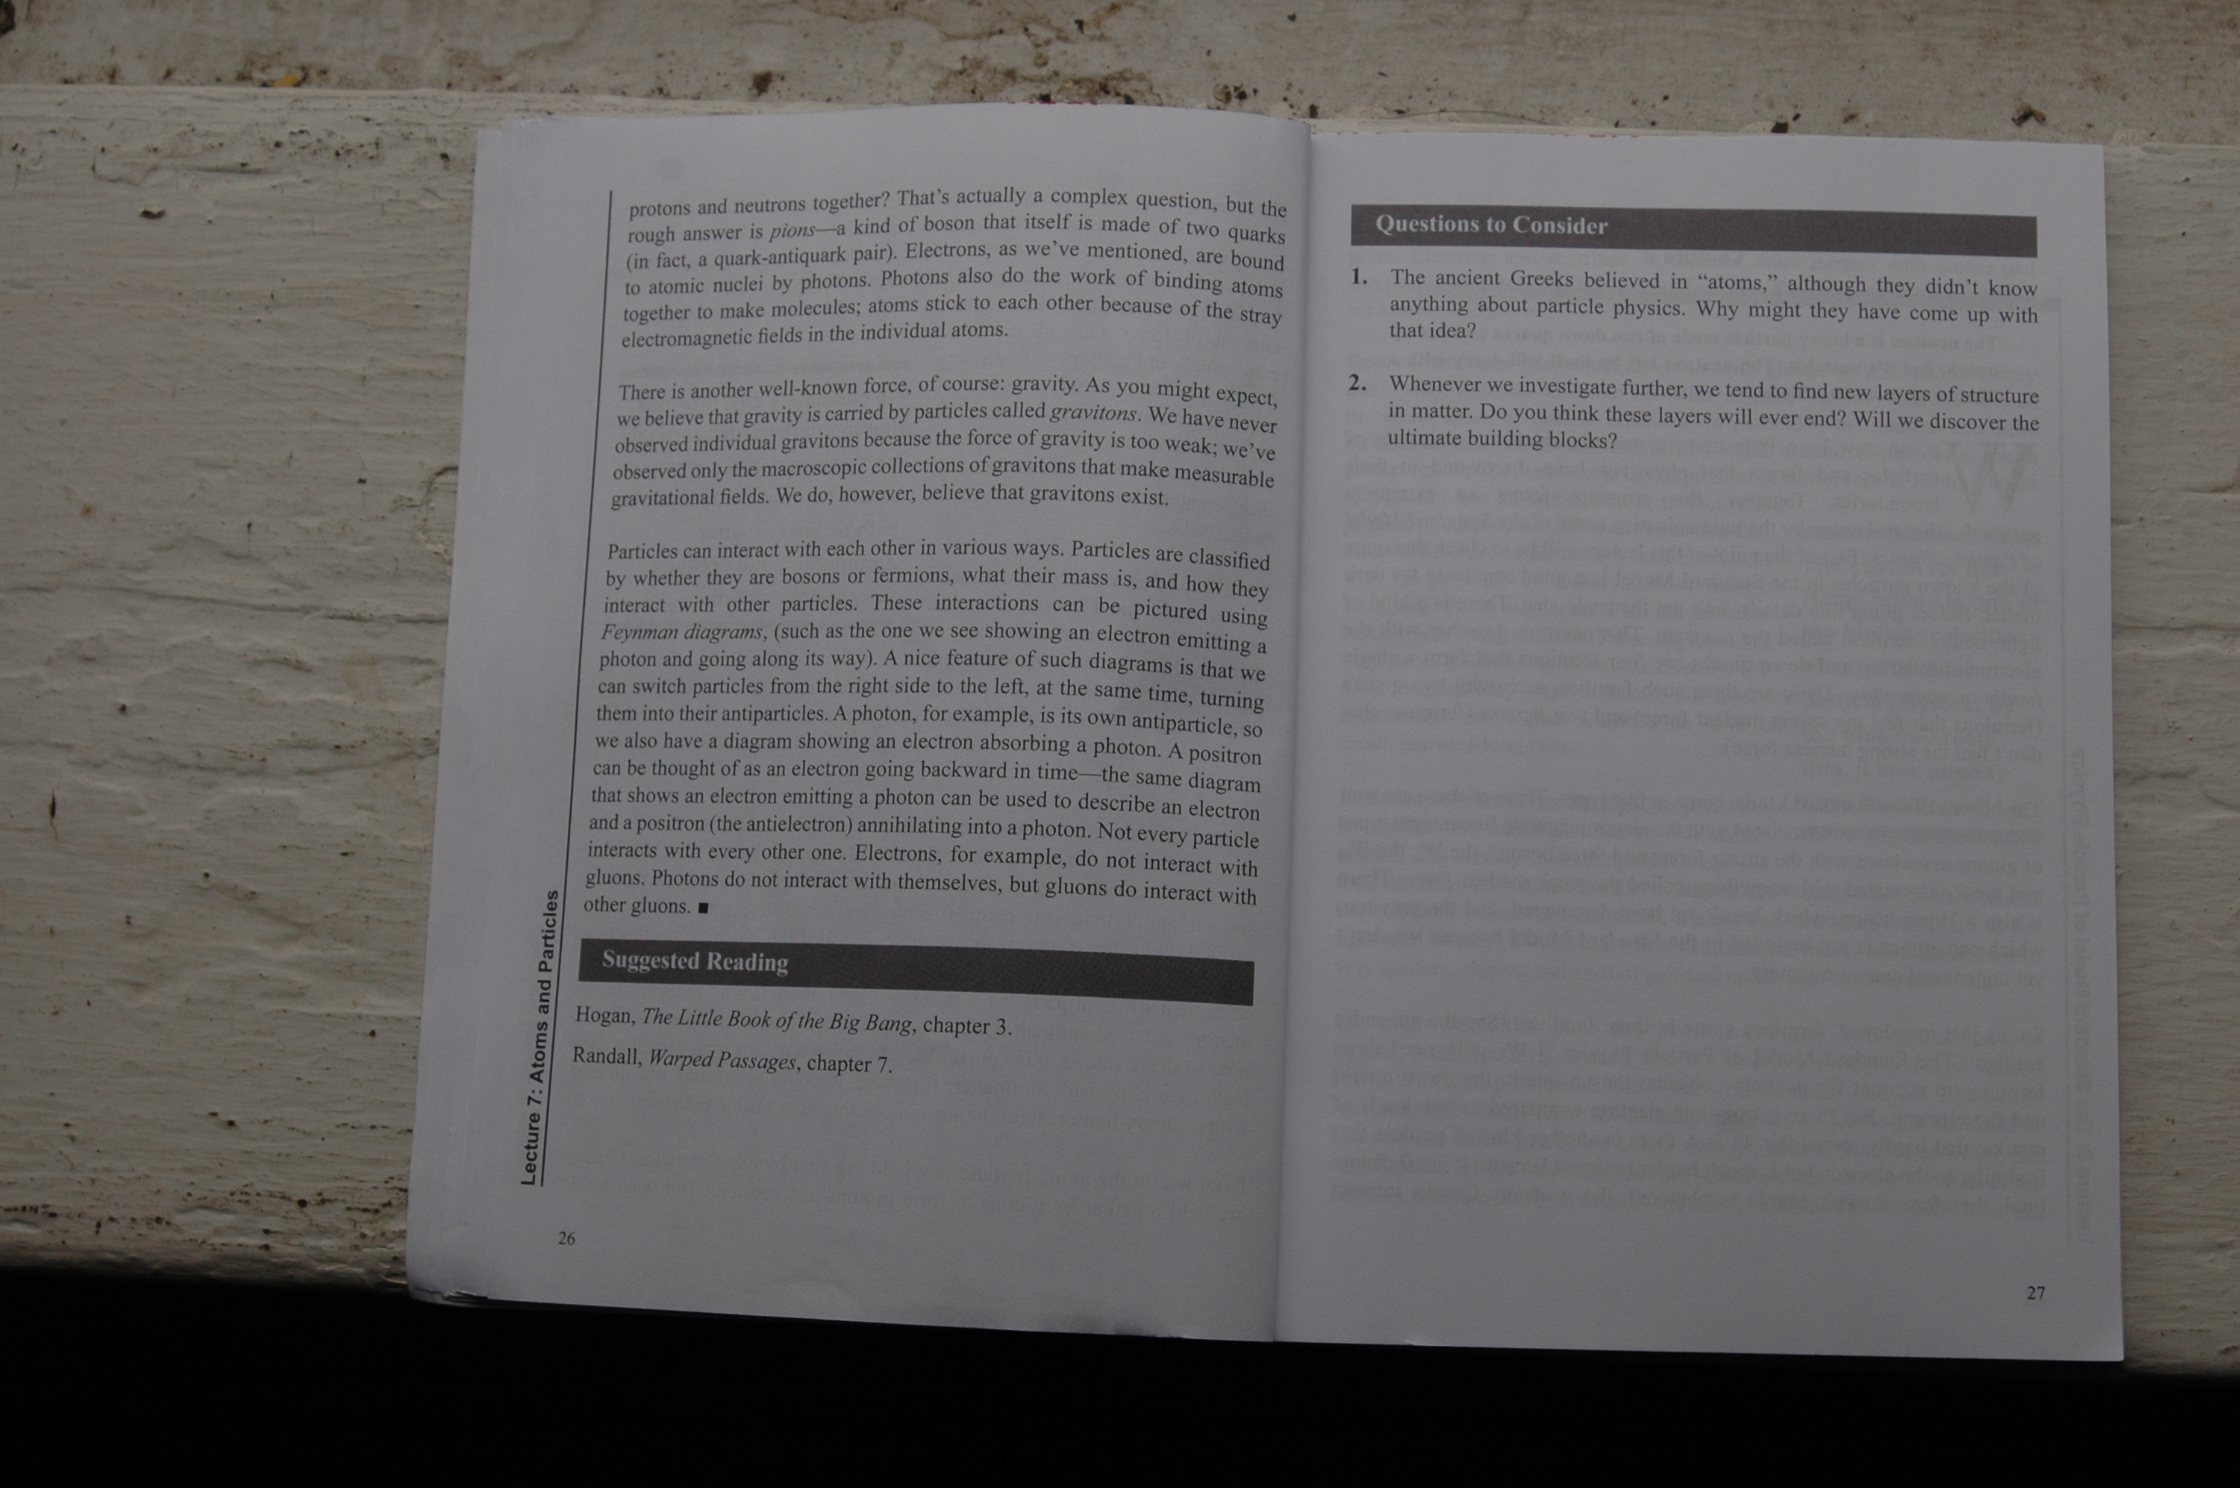 protons and neutrons together? That's actually a complex question, but the
rough answer is pions—a kind of boson that itself is made of two quarks
(in fact, a quark-antiquark pair). Electrons, as we've mentioned, are bound
to atomic nuclei by photons. Photons also do the work of binding atoms
together to make molecules; atoms stick to each other because of the stray
electromagnetic fields in the individual atoms.
There is another well-known force, of course: gravity. As you might expect,
we believe that gravity is carried by particles called gravitons. We have never
observed individual gravitons because the force of gravity is too weak; we've
observed only the macroscopic collections of gravitons that make measurable
gravitational fields. We do, however, believe that gravitons exist.
Particles can interact with each other in various ways. Particles are classified
by whether they are bosons or fermions, what their mass is, and how they
interact with other particles. These interactions can be pictured using
Feynman diagrams, (such as the one we see showing an electron emitting a
photon and going along its way). A nice feature of such diagrams is that we
can switch particles from the right side to the left, at the same time, turning
them into their antiparticles. A photon, for example, is its own antiparticle, so
we also have a diagram showing an electron absorbing a photon. A positron
can be thought of as an electron going backward in time—the same diagram
that shows an electron emitting a photon can be used to describe an electron
and a positron (the antielectron) annihilating into a photon. Not every particle
interacts with every other one. Electrons, for example, do not interact with
gluons. Photons do not interact with themselves, but gluons do interact with
other gluons. ■
Suggested Reading
Hogan, The Little Book of the Big Bang, chapter 3.
Randall, Warped Passages, chapter 7.
Lecture 7: Atoms and Particles
26
Questions to Consider
1. The ancient Greeks believed in “atoms,” although they didn't know
anything about particle physics. Why might they have come up with
that idea?
2. Whenever we investigate further, we tend to find new layers of structure
in matter. Do you think these layers will ever end? Will we discover the
ultimate building blocks?
27